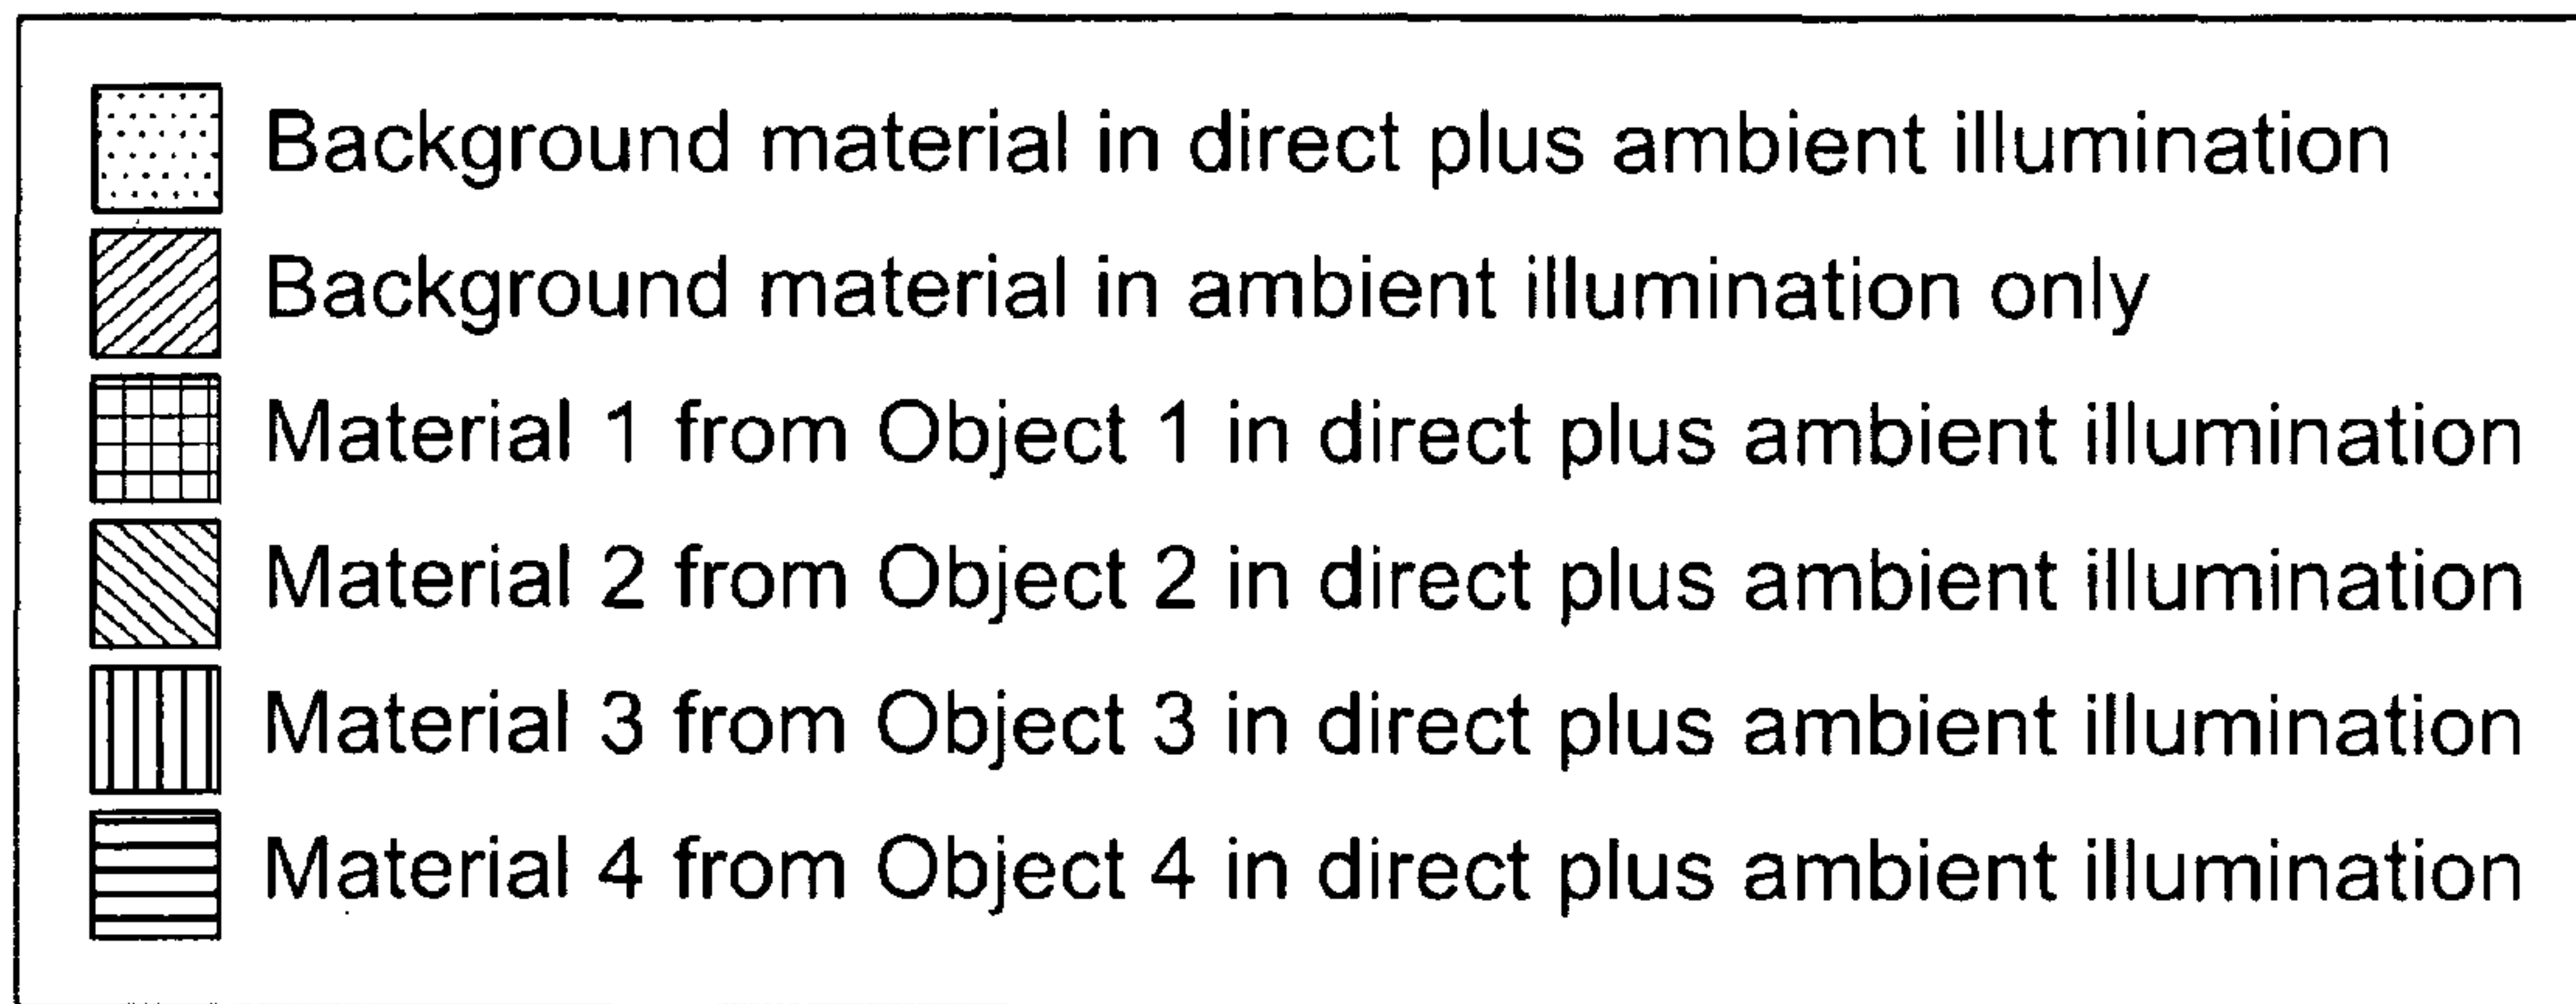 Background material in direct plus ambient illumination
Background material in ambient illumination only
Material 1 from Object 1 in direct plus ambient illumination
Material 2 from Object 2 in direct plus ambient illumination
Material 3 from Object 3 in direct plus ambient illumination
Material 4 from Object 4 in direct plus ambient illumination